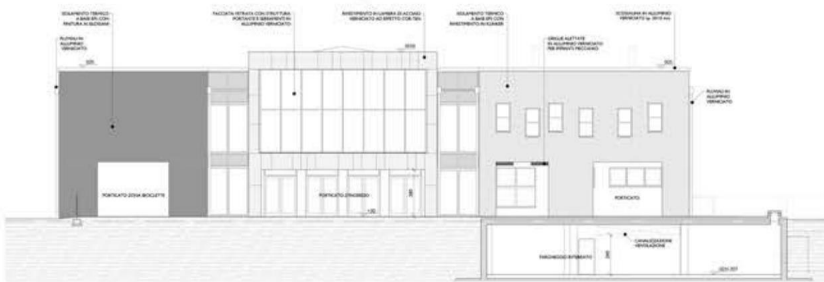 ISOLAMENTO TERMICO
A BASE EPS CON
FINITURA IN
PLUVIALI IN
ALLUMINIO
VERNICIATO
FACCIATA VETRATA CON STRUTTURA
PORTANTE E SERRAMENTI IN
ALLUMINIO VERNICIATO
RIVESTIMENTO IN LAMIERA DI ACCIAIO
VERNICIATO AD EFFETTO COR-TEN
ISOLAMENTO TERMICO
A BASE EPS CON
RIVESTIMENTO IN KLINKER
GRIGLIE ALETTATE
IN ALLUMINIO VERNICIATO
PER IMPIANTI MECCANICI
SCOSSALINA IN ALLUMINIO
VERNICIATO
PLUVIALI IN
ALLUMINIO
VERNICIATO
PORTICATO ZONA BICICLETTE
PORTICATO D'INGRESSO
PORTICATO
CANALIZZAZIONE
VENTILAZIONE
PARCHEGGIO INTERRATO